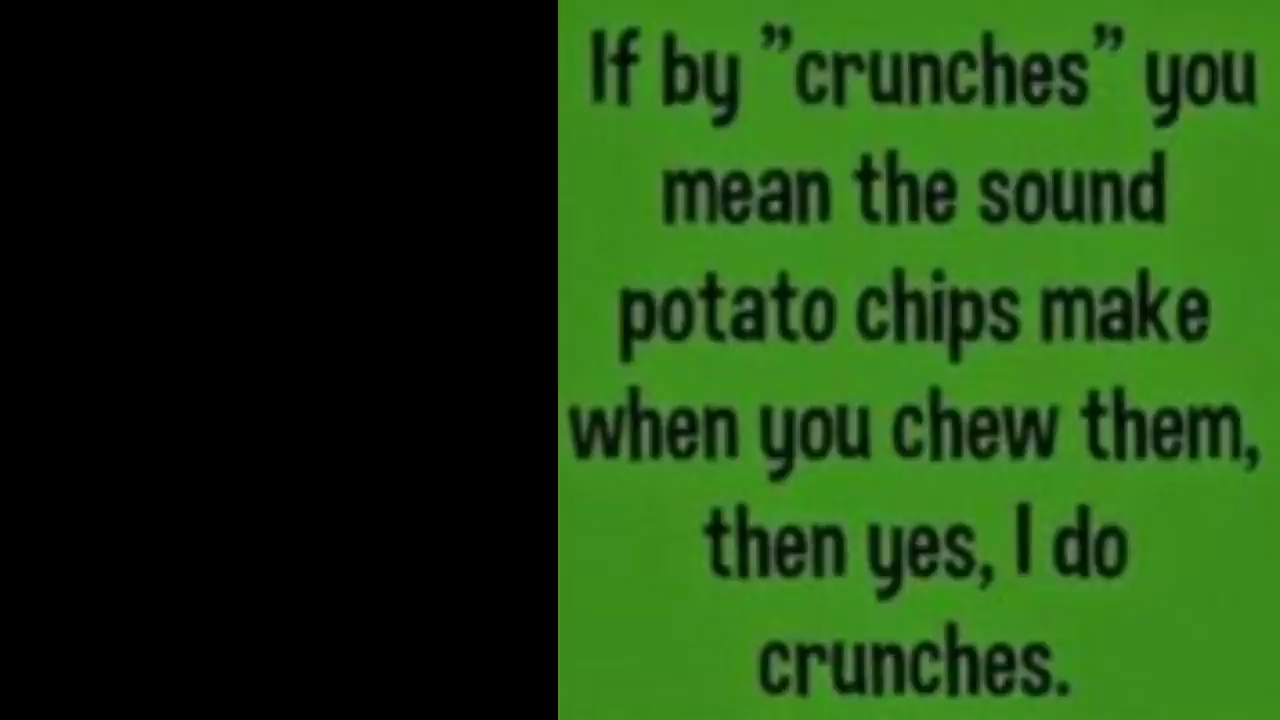 If by ”crunches” you
mean the sound
potato chips make
when you chew them,
then yes, I do
crunches.